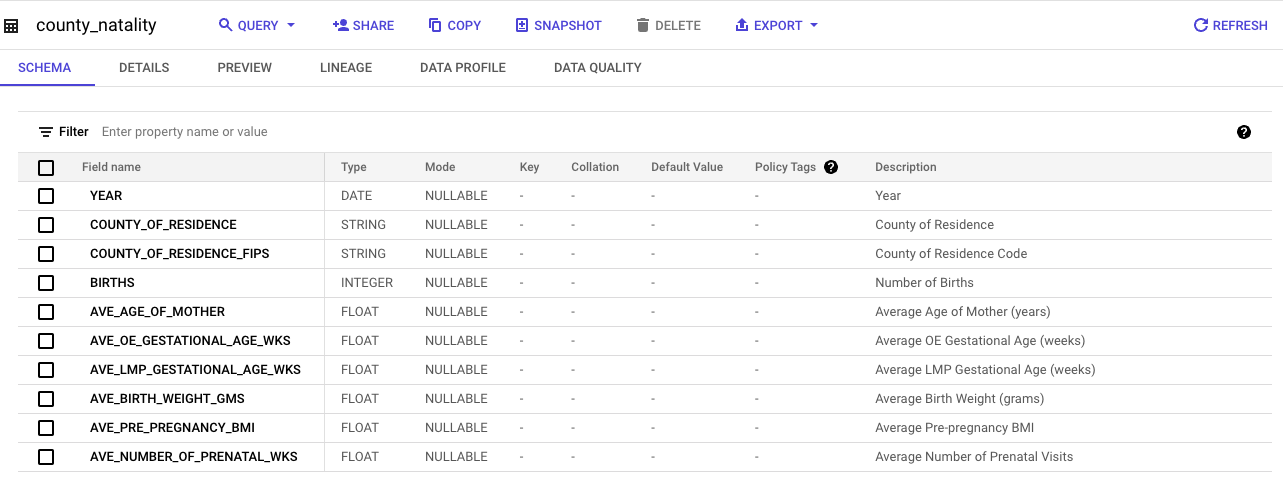 county_natality QUERY SHARE COPY SNAPSHOT DELETE EXPORT REFRESH
SCHEMA DETAILS PREVIEW LINEAGE DATA PROFILE DATA QUALITY
Filter Enter property name or value ?
Field name Type Mode Key Collation Default Value Policy Tags ? Description
YEAR DATE NULLABLE - - - - Year
COUNTY_OF_RESIDENCE STRING NULLABLE - - - - County of Residence
COUNTY_OF_RESIDENCE_FIPS STRING NULLABLE - - - - County of Residence Code
BIRTHS INTEGER NULLABLE - - - - Number of Births
AVE_AGE_OF_MOTHER FLOAT NULLABLE - - - - Average Age of Mother (years)
AVE_OE_GESTATIONAL_AGE_WKS FLOAT NULLABLE - - - - Average OE Gestational Age (weeks)
AVE_LMP_GESTATIONAL_AGE_WKS FLOAT NULLABLE - - - - Average LMP Gestational Age (weeks)
AVE_BIRTH_WEIGHT_GMS FLOAT NULLABLE - - - - Average Birth Weight (grams)
AVE_PRE_PREGNANCY_BMI FLOAT NULLABLE - - - - Average Pre-pregnancy BMI
AVE_NUMBER_OF_PRENATAL_WKS FLOAT NULLABLE - - - - Average Number of Prenatal Visits